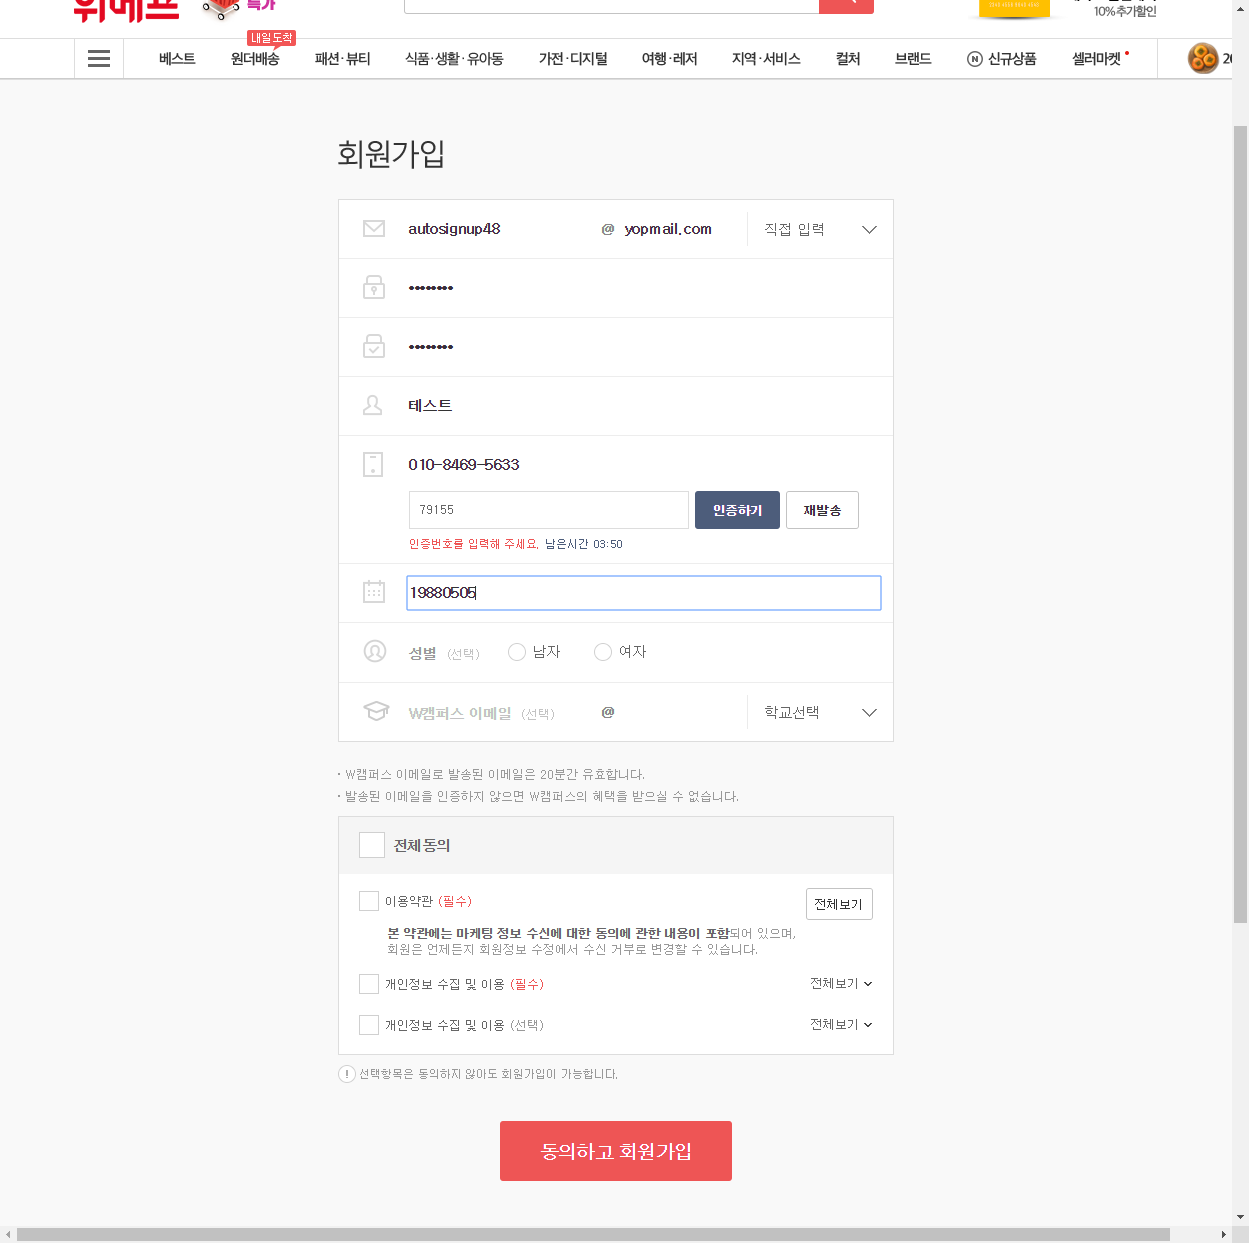 위메프
특가
10% 추가할인
내일도착
베스트 원더배송 패션·뷰티 식품·생활·유아동 가전·디지털 여행·레저 지역·서비스 컬처 브랜드 N 신규상품 셀러마켓
회원가입
autosignup48 @ yopmail.com 직접 입력
••••••••
••••••••
테스트
010-8469-5633
79155 인증하기 재발송
인증번호를 입력해 주세요. 남은시간 03:50
19880505
성별 (선택) 남자 여자
W캠퍼스 이메일 (선택) @ 학교선택
· W캠퍼스 이메일로 발송된 이메일은 20분간 유효합니다.
· 발송된 이메일을 인증하지 않으면 W캠퍼스의 혜택을 받으실 수 없습니다.
전체동의
이용약관 (필수) 전체보기
본 약관에는 마케팅 정보 수신에 대한 동의에 관한 내용이 포함되어 있으며,
회원은 언제든지 회원정보 수정에서 수신 거부로 변경할 수 있습니다.
개인정보 수집 및 이용 (필수) 전체보기
개인정보 수집 및 이용 (선택) 전체보기
! 선택항목은 동의하지 않아도 회원가입이 가능합니다.
동의하고 회원가입